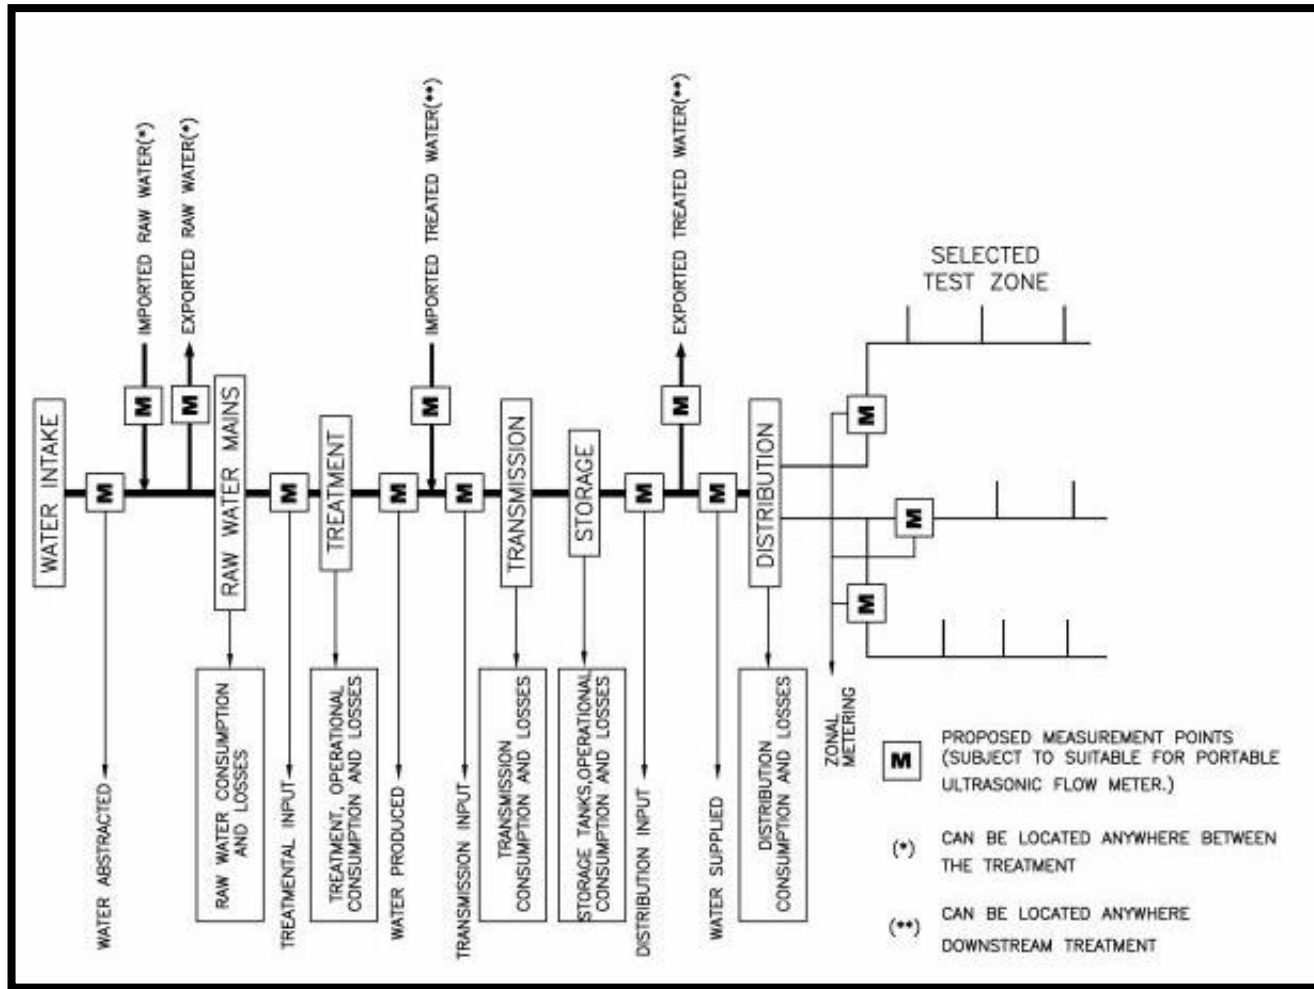 IMPORTED RAW WATER(*)
EXPORTED RAW WATER(*)
IMPORTED TREATED WATER(**)
EXPORTED TREATED WATER(**)
SELECTED
TEST ZONE
M
M
M
M
WATER INTAKE
M
RAW WATER MAINS
M
TREATMENT
M
M
TRANSMISSION
STORAGE
M
M
DISTRIBUTION
M
M
M
WATER ABSTRACTED
RAW WATER CONSUMPTION
AND LOSSES
TREATMENTAL INPUT
TREATMENT, OPERATIONAL
CONSUMPTION AND LOSSES
WATER PRODUCED
TRANSMISSION INPUT
TRANSMISSION
CONSUMPTION AND LOSSES
STORAGE TANKS,OPERATIONAL
CONSUMPTION AND LOSSES
DISTRIBUTION INPUT
WATER SUPPLIED
DISTRIBUTION
CONSUMPTION AND LOSSES
ZONAL
METERING
M
PROPOSED MEASUREMENT POINTS
(SUBJECT TO SUITABLE FOR PORTABLE
ULTRASONIC FLOW METER.)
(*) CAN BE LOCATED ANYWHERE BETWEEN
THE TREATMENT
(**) CAN BE LOCATED ANYWHERE
DOWNSTREAM TREATMENT